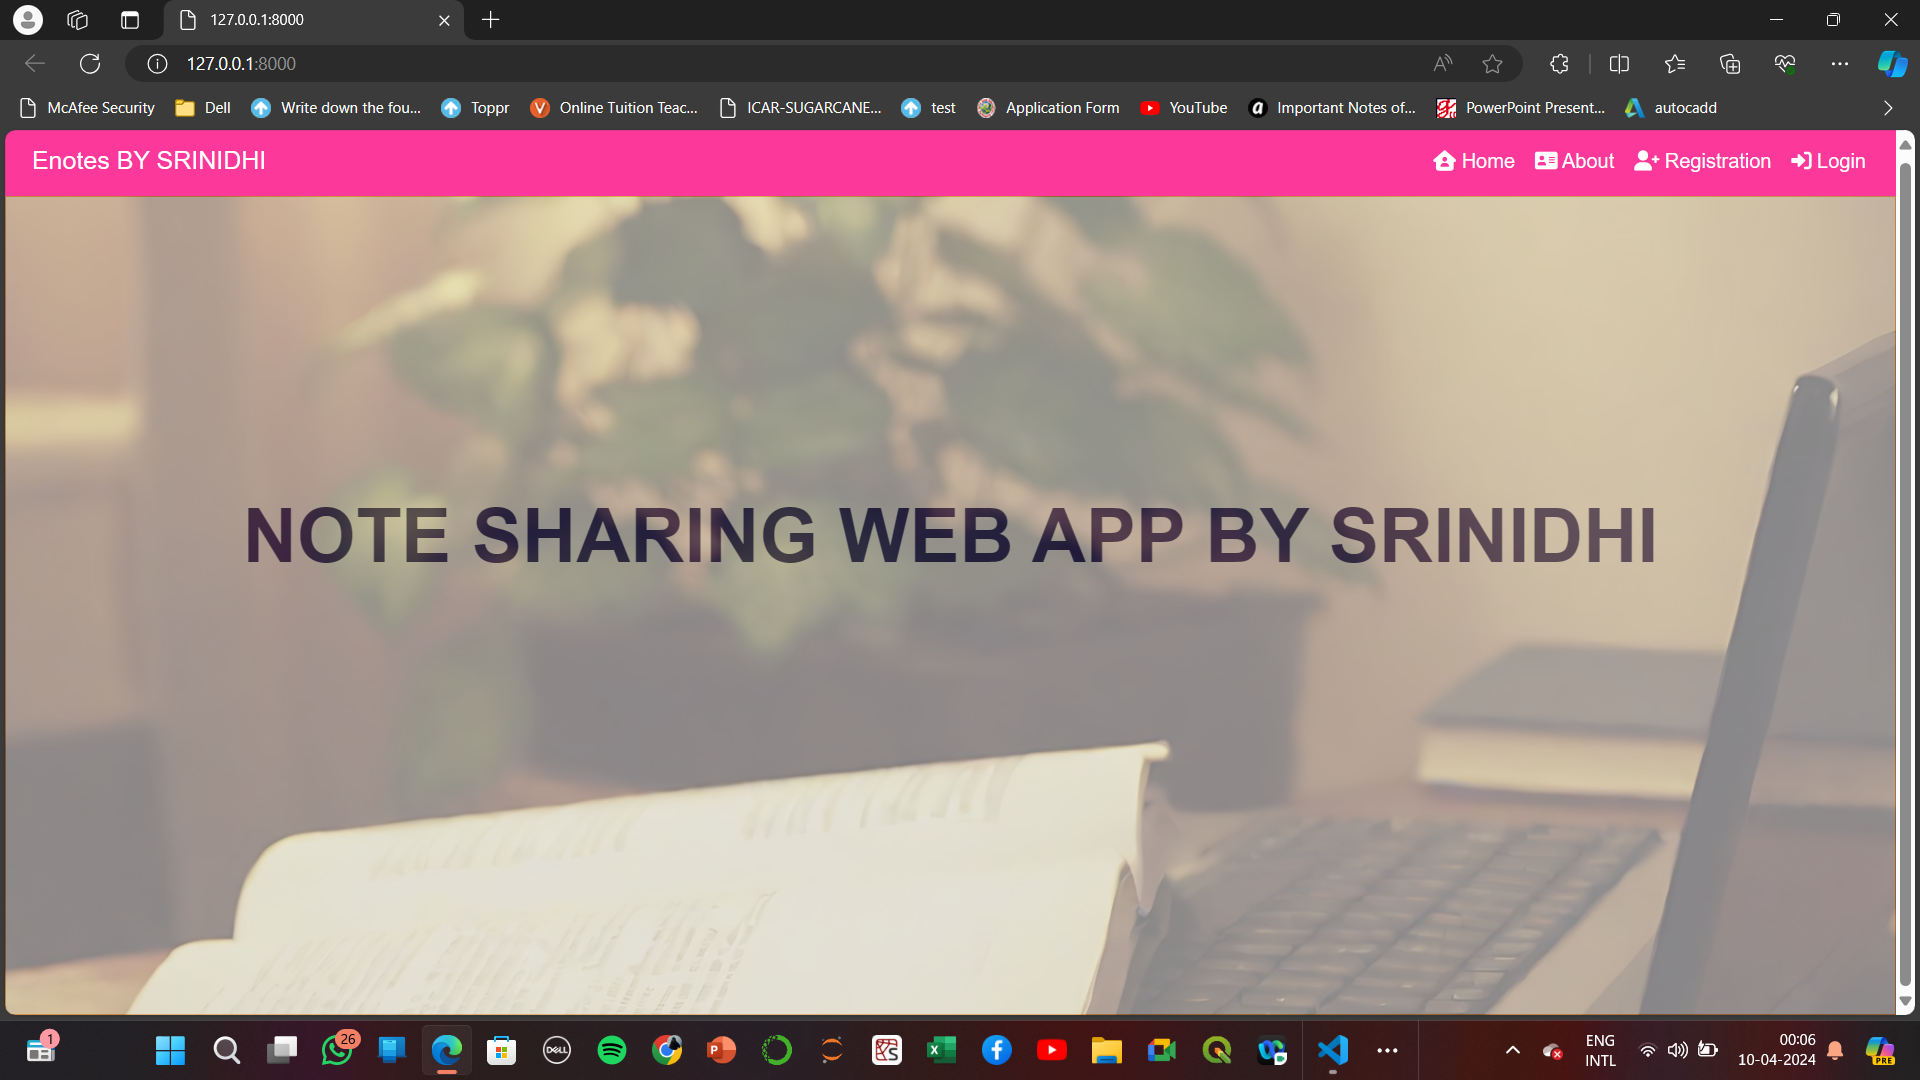 127.0.0.1:8000
127.0.0.1:8000
McAfee Security Dell Write down the fou... Toppr Online Tuition Teac... ICAR-SUGARCANE... test Application Form YouTube Important Notes of... PowerPoint Present... autocadd
Enotes BY SRINIDHI Home About Registration Login
NOTE SHARING WEB APP BY SRINIDHI
1 26 DELL ENG 00:06
INTL 10-04-2024 PRE